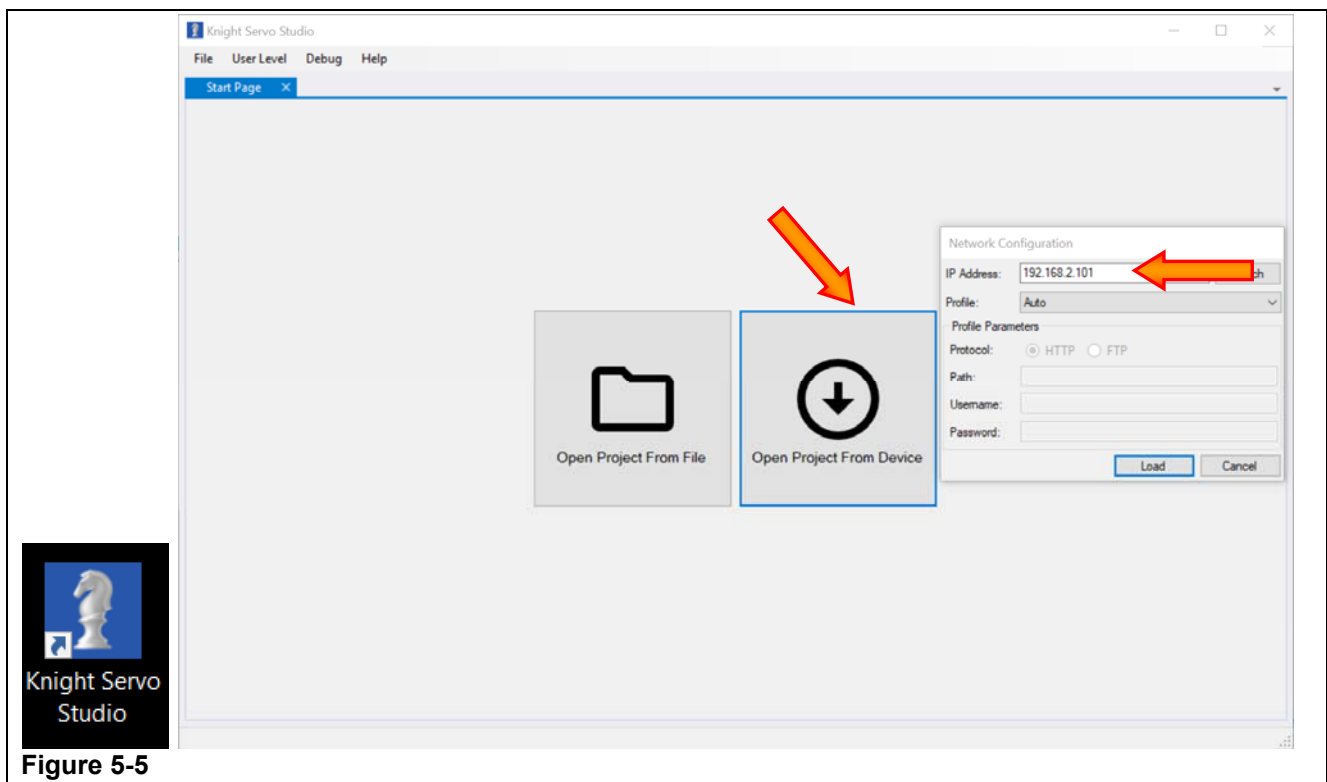 Knight Servo Studio
File User Level Debug Help
Start Page
Network Configuration
IP Address: 192.168.2.101
Profile: Auto
Profile Parameters
Protocol: HTTP FTP
Path:
Username:
Password:
Load Cancel
Open Project From File
Open Project From Device
Knight Servo
Studio
Figure 5-5